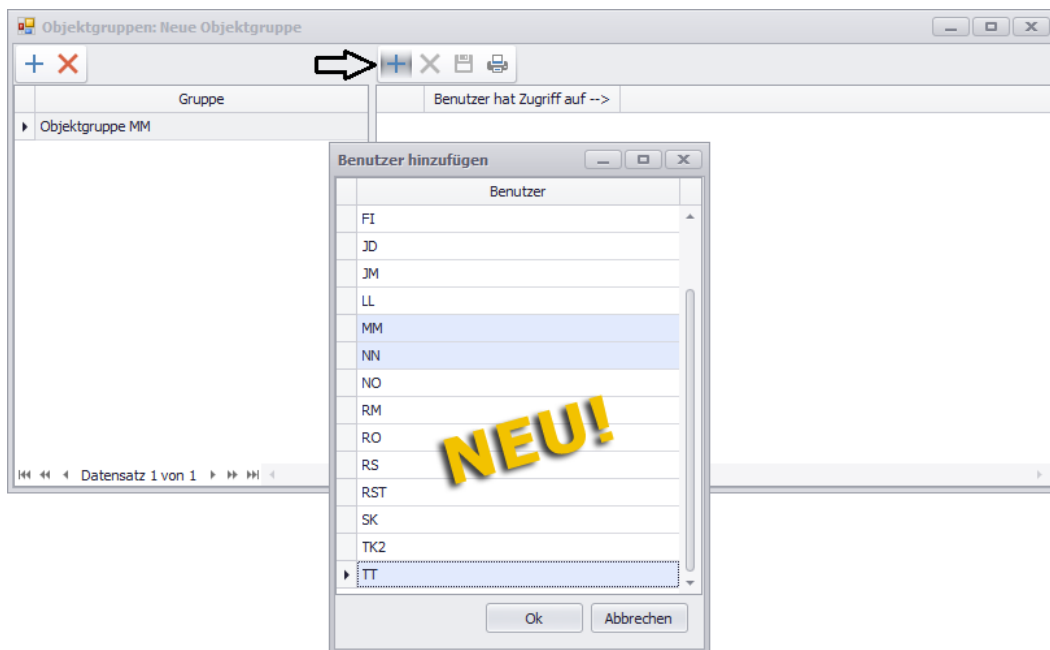 Objektgruppen: Neue Objektgruppe
Gruppe
Benutzer hat Zugriff auf -->
Objektgruppe MM
Benutzer hinzufügen
Benutzer
FI
JD
JM
LL
MM
NN
NO
RM
RO
RS
RST
SK
TK2
TT
NEU!
Datensatz 1 von 1
Ok
Abbrechen